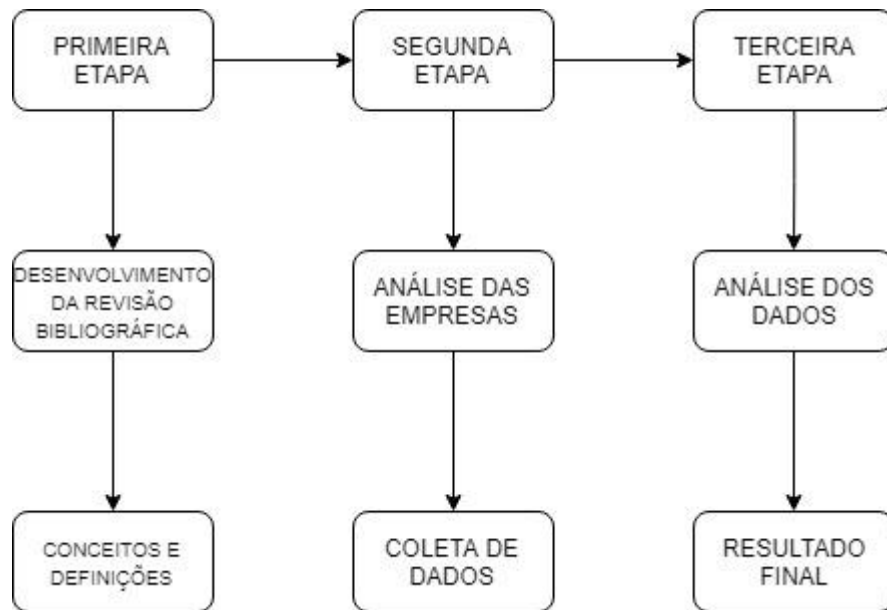 PRIMEIRA
ETAPA
SEGUNDA
ETAPA
TERCEIRA
ETAPA
DESENVOLVIMENTO
DA REVISÃO
BIBLIOGRÁFICA
ANÁLISE DAS
EMPRESAS
ANÁLISE DOS
DADOS
CONCEITOS E
DEFINIÇÕES
COLETA DE
DADOS
RESULTADO
FINAL